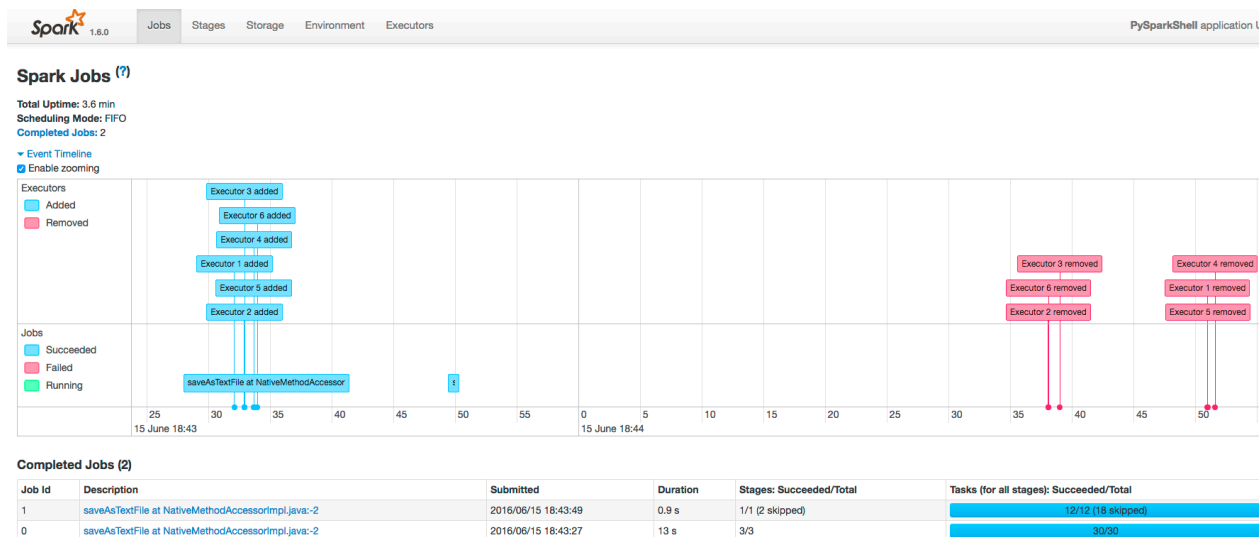 Spark 1.6.0 Jobs Stages Storage Environment Executors PySparkShell application U
Spark Jobs (?)
Total Uptime: 3.6 min
Scheduling Mode: FIFO
Completed Jobs: 2
Event Timeline
Enable zooming
Executors
Added
Removed
Executor 3 added
Executor 6 added
Executor 4 added
Executor 1 added Executor 3 removed Executor 4 removed
Executor 5 added Executor 6 removed Executor 1 removed
Executor 2 added Executor 2 removed Executor 5 removed
Jobs
Succeeded
Failed
Running
saveAsTextFile at NativeMethodAccessor s
25 30 35 40 45 50 55 0 5 10 15 20 25 30 35 40 45 50
15 June 18:43 15 June 18:44
Completed Jobs (2)
Job Id Description Submitted Duration Stages: Succeeded/Total Tasks (for all stages): Succeeded/Total
1 saveAsTextFile at NativeMethodAccessorImpl.java:-2 2016/06/15 18:43:49 0.9 s 1/1 (2 skipped) 12/12 (18 skipped)
0 saveAsTextFile at NativeMethodAccessorImpl.java:-2 2016/06/15 18:43:27 13 s 3/3 30/30